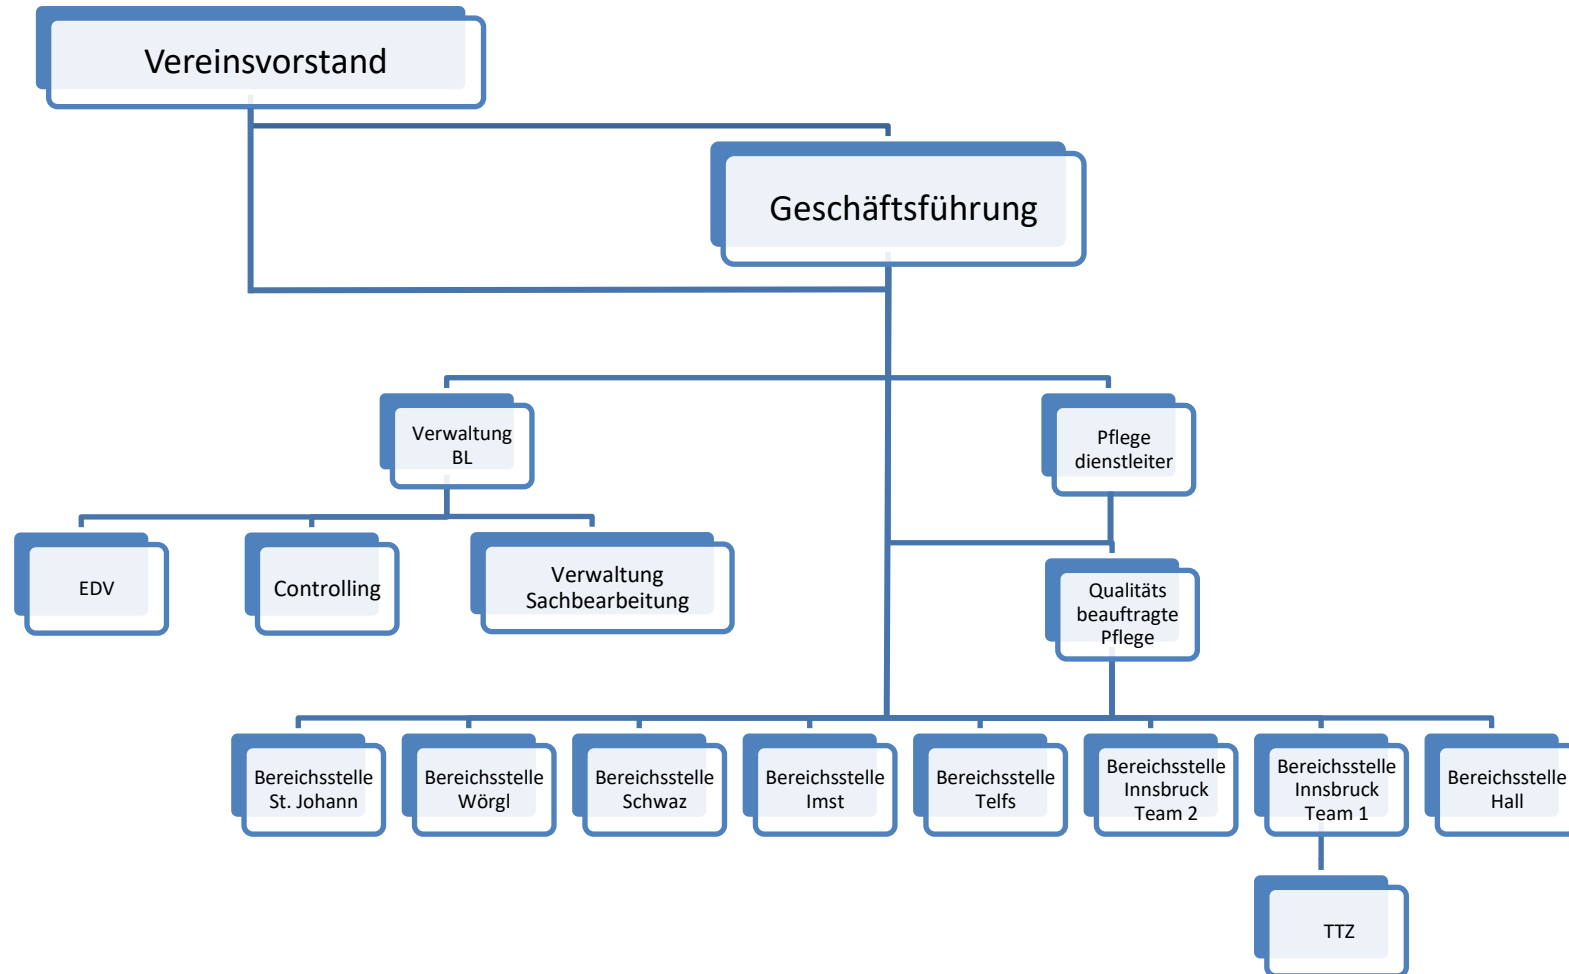 Vereinsvorstand
Geschäftsführung
Verwaltung
BL
Pflege
dienstleiter
EDV
Controlling
Verwaltung
Sachbearbeitung
Qualitäts
beauftragte
Pflege
Bereichsstelle
St. Johann
Bereichsstelle
Wörgl
Bereichsstelle
Schwaz
Bereichsstelle
Imst
Bereichsstelle
Telfs
Bereichsstelle
Innsbruck
Team 2
Bereichsstelle
Innsbruck
Team 1
Bereichsstelle
Hall
TTZ